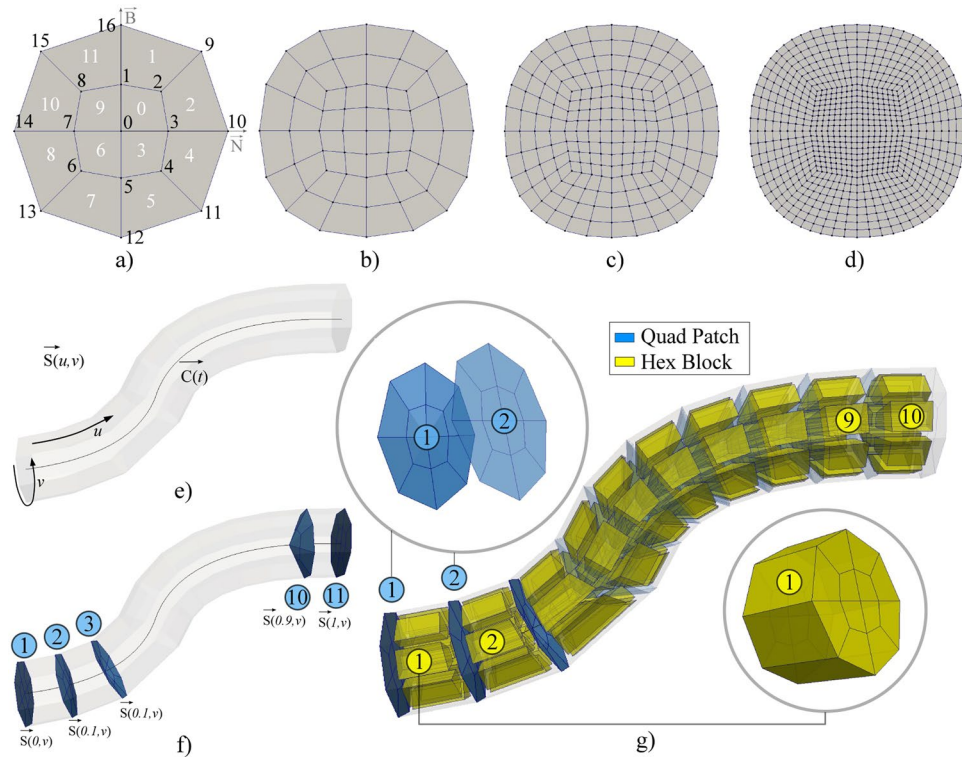 B
16
15
9
11
1
8
1
2
10
9
0
2
14
7
0
3
10
N
8
6
3
4
6
5
4
7
5
13
11
12
a)
b)
c)
d)
S(u,v)
C(t)
u
v
e)
Quad Patch
Hex Block
1
2
9
10
1
2
1
2
1
1
2
3
10
11
S(0.9,v)
S(1,v)
S(0,v)
S(0.1,v)
S(0.1,v)
f)
g)